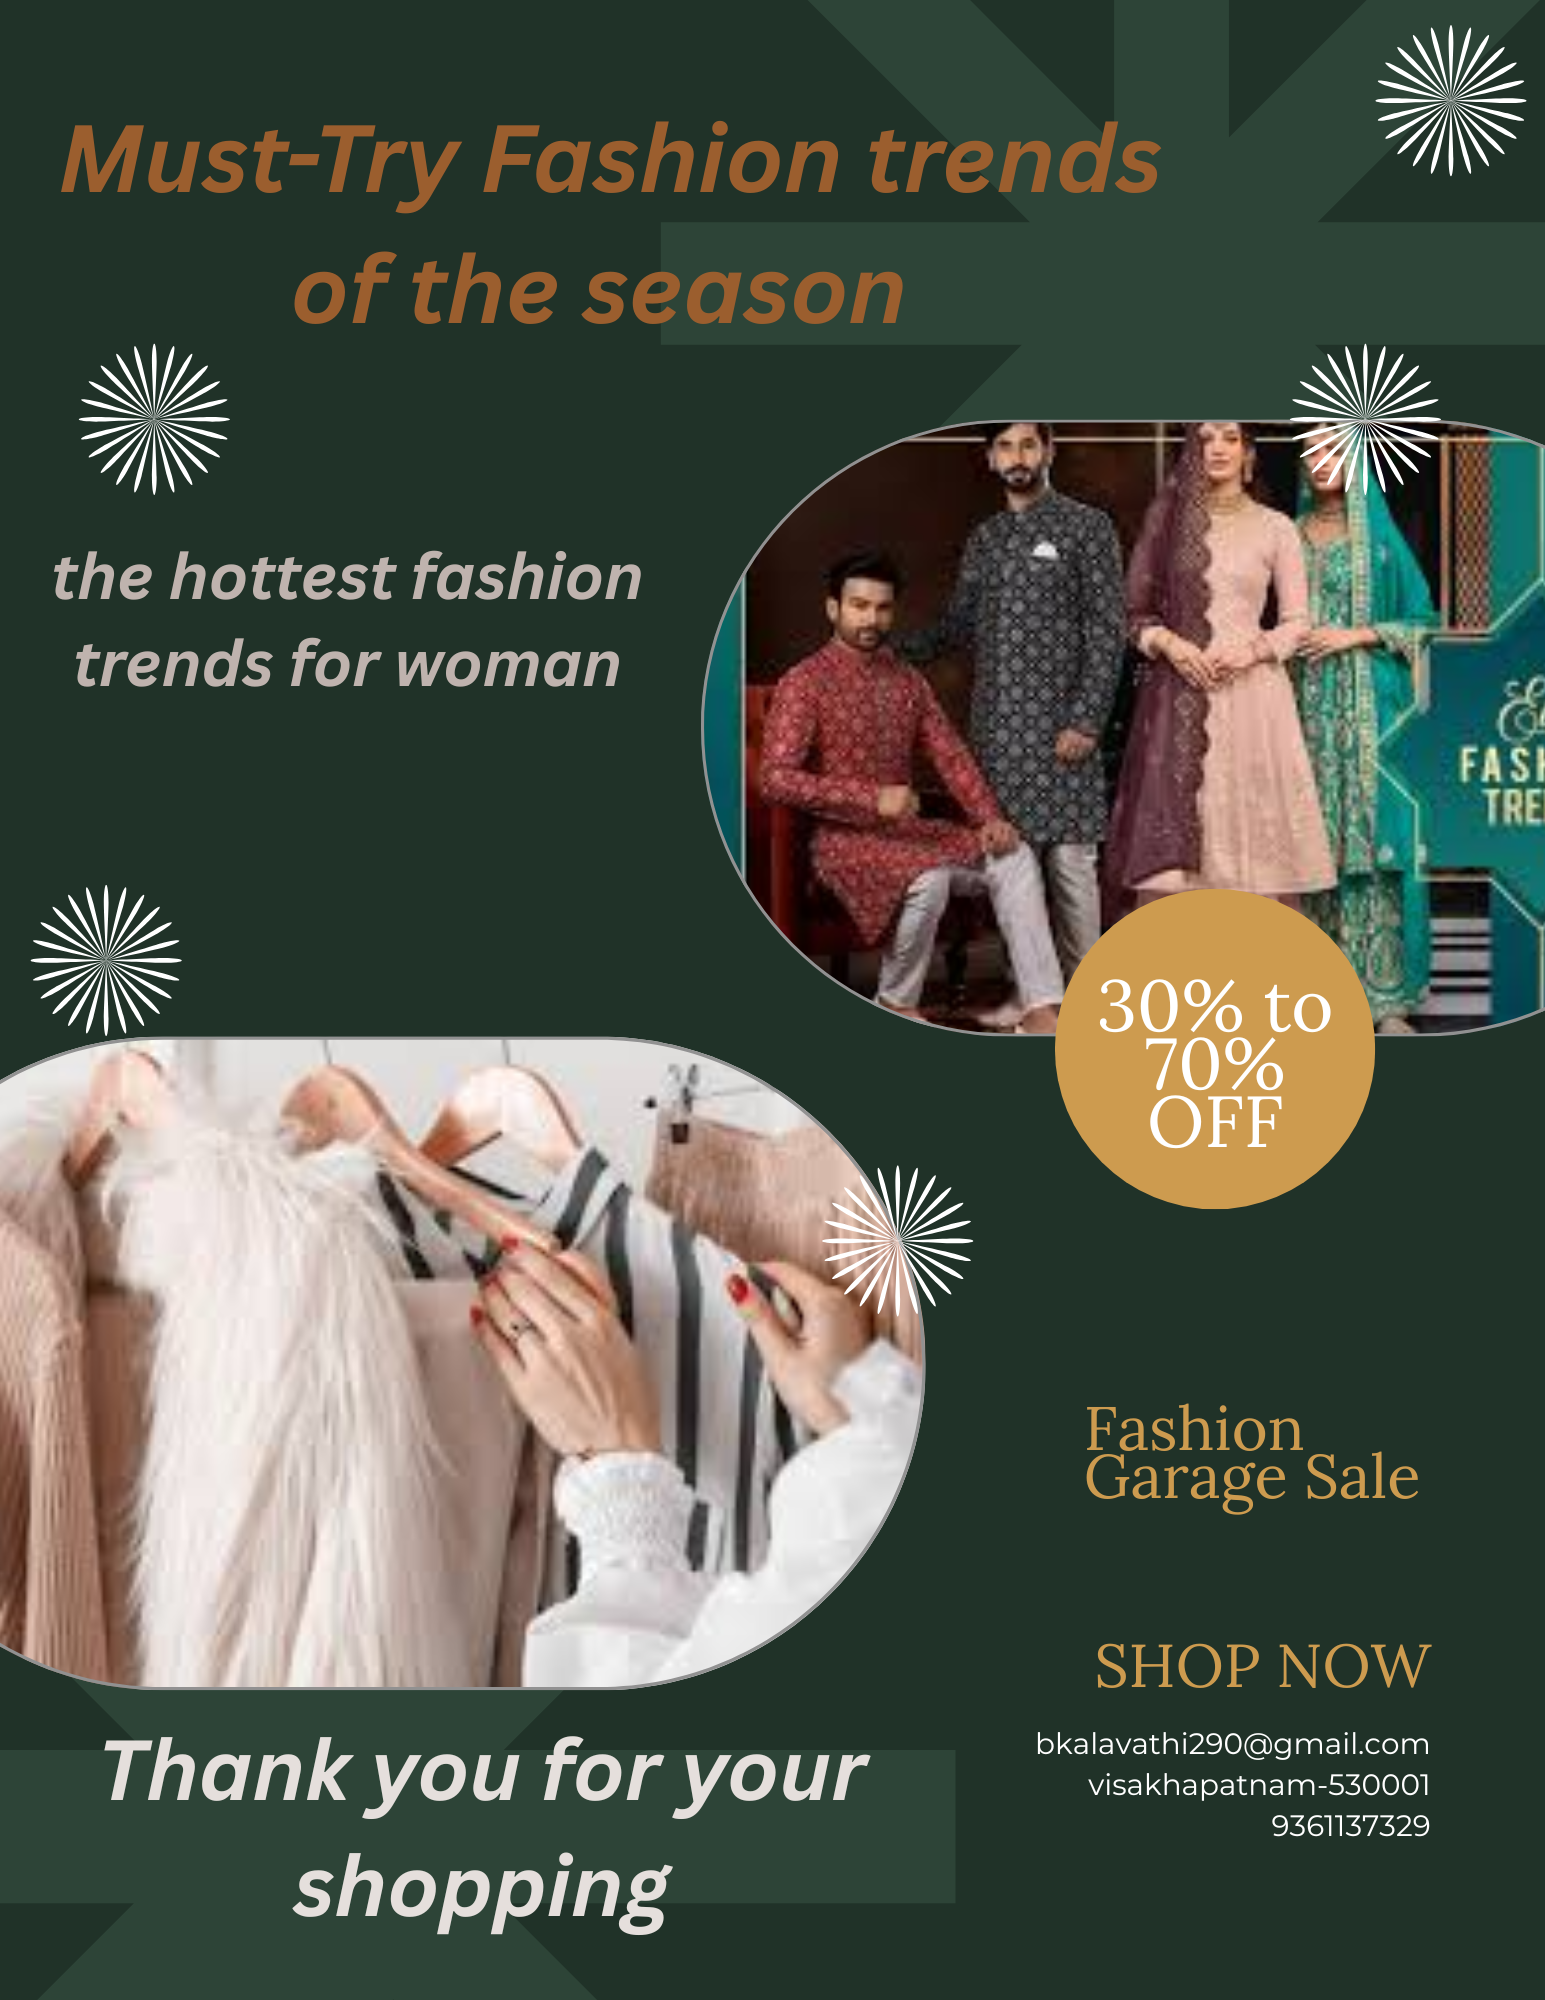 Must-Try Fashion trends
of the season
the hottest fashion
trends for woman
30% to
70%
OFF
Fashion
Garage Sale
SHOP NOW
bkalavathi290@gmail.com
visakhapatnam-530001
9361137329
Thank you for your
shopping